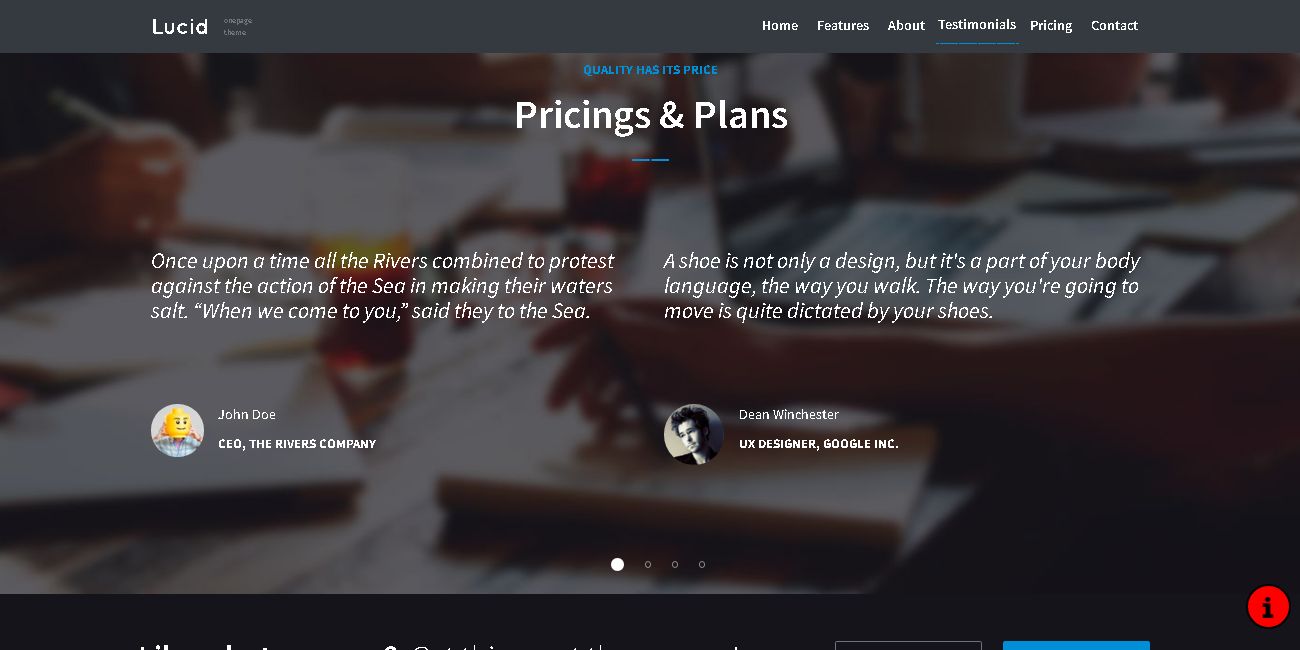 Lucid
onepage
theme
Home Features About Testimonials Pricing Contact
QUALITY HAS ITS PRICE
Pricings & Plans
Once upon a time all the Rivers combined to protest
against the action of the Sea in making their waters
salt. “When we come to you,” said they to the Sea.
A shoe is not only a design, but it's a part of your body
language, the way you walk. The way you're going to
move is quite dictated by your shoes.
John Doe
CEO, THE RIVERS COMPANY
Dean Winchester
UX DESIGNER, GOOGLE INC.
i